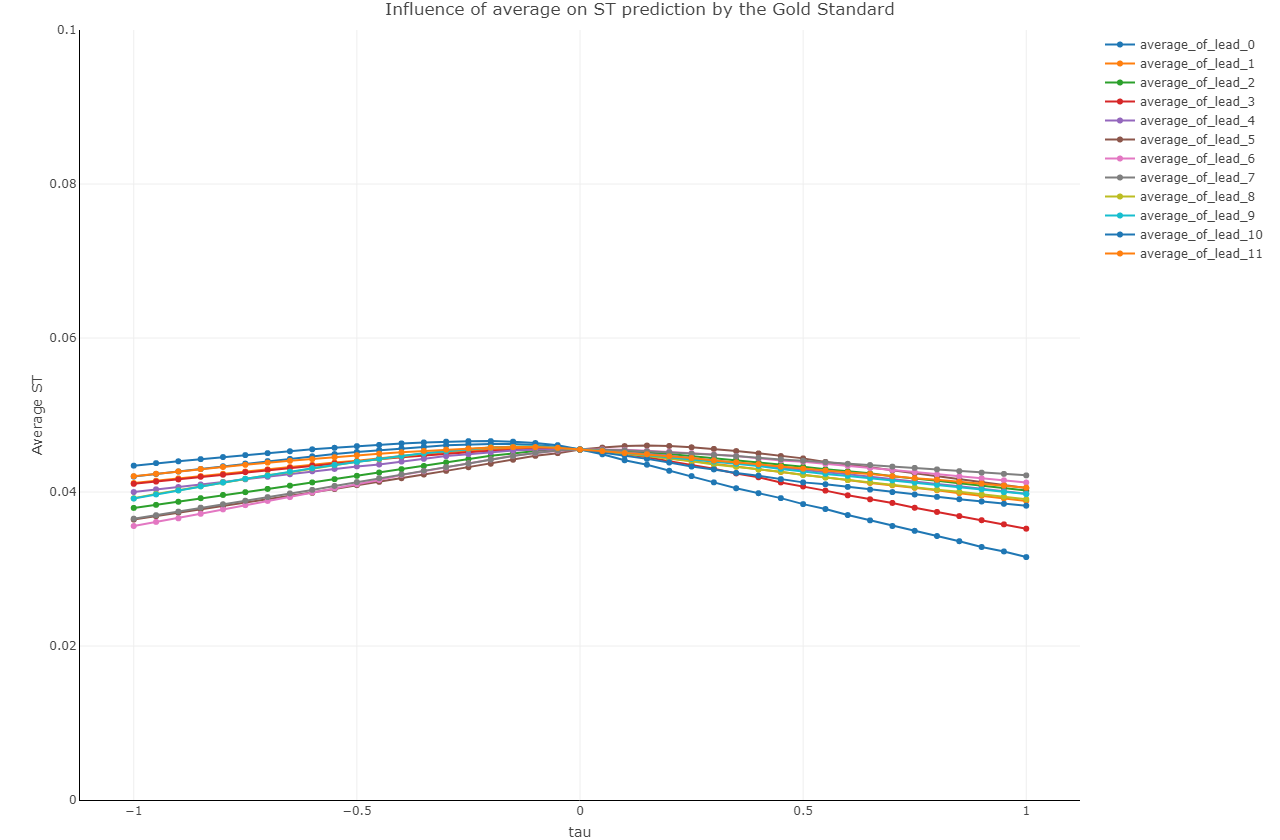 Influence of average on ST prediction by the Gold Standard
0.1
0.08
0.06
0.04
0.02
0
Average ST
−1
−0.5
0
0.5
1
tau
average_of_lead_0
average_of_lead_1
average_of_lead_2
average_of_lead_3
average_of_lead_4
average_of_lead_5
average_of_lead_6
average_of_lead_7
average_of_lead_8
average_of_lead_9
average_of_lead_10
average_of_lead_11